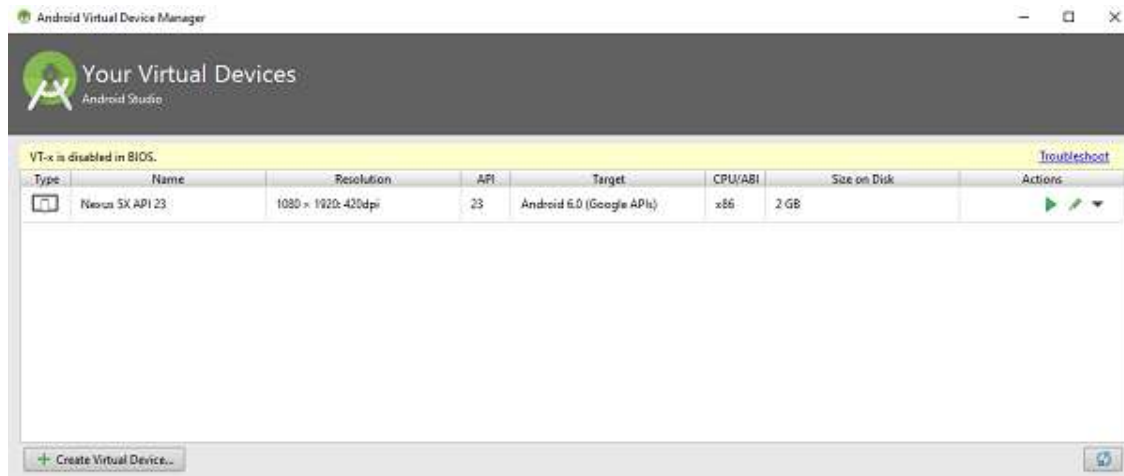 Android Virtual Device Manager
Your Virtual Devices
Android Studio
VT-x is disabled in BIOS. Troubleshoot
Type Name Resolution API Target CPU/ABI Size on Disk Actions
Nexus 5X API 23 1080 × 1920: 420dpi 23 Android 6.0 (Google APIs) x86 2 GB
+ Create Virtual Device...